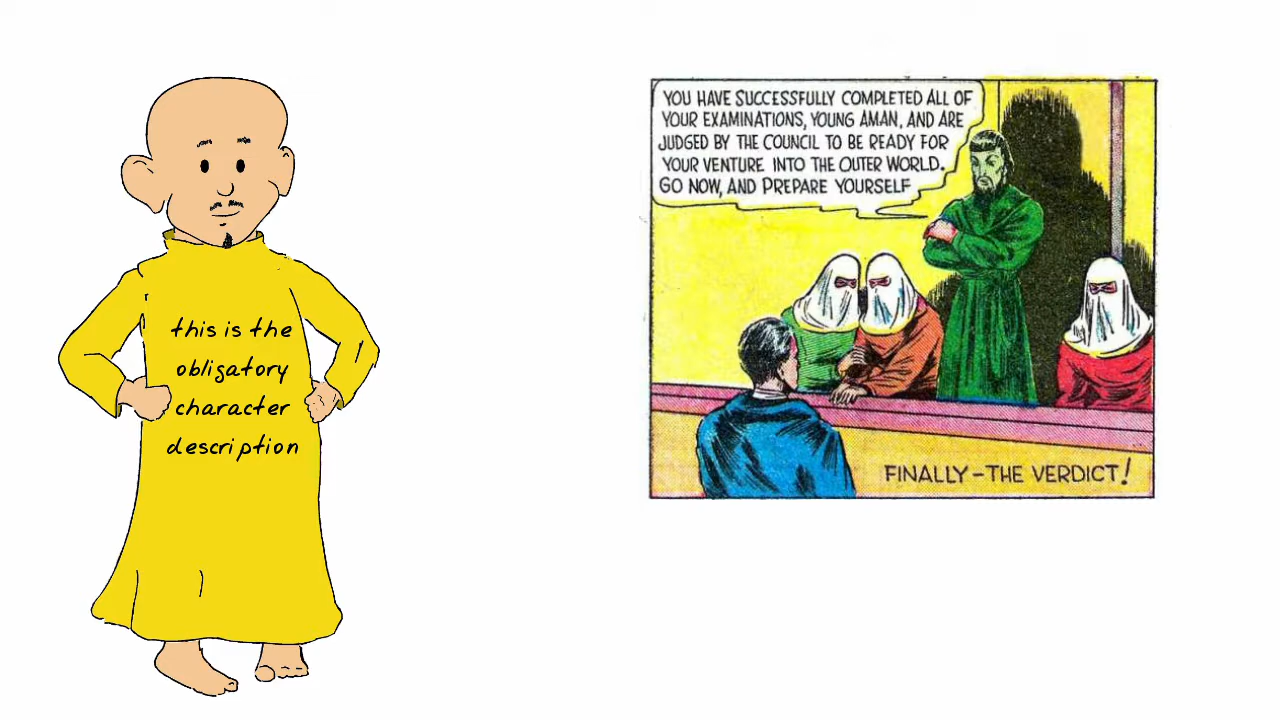 this is the
obligatory
character
description
YOU HAVE SUCCESSFULLY COMPLETED ALL OF
YOUR EXAMINATIONS, YOUNG AMAN, AND ARE
JUDGED BY THE COUNCIL TO BE READY FOR
YOUR VENTURE INTO THE OUTER WORLD.
GO NOW, AND PREPARE YOURSELF
FINALLY - THE VERDICT!